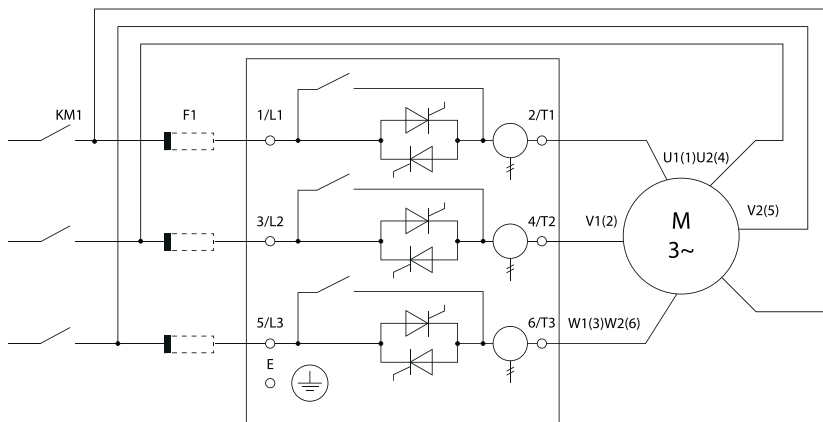 KM1
F1
1/L1
2/T1
U1(1)U2(4)
3/L2
4/T2
V1(2)
V2(5)
M
3~
5/L3
6/T3
W1(3)W2(6)
E